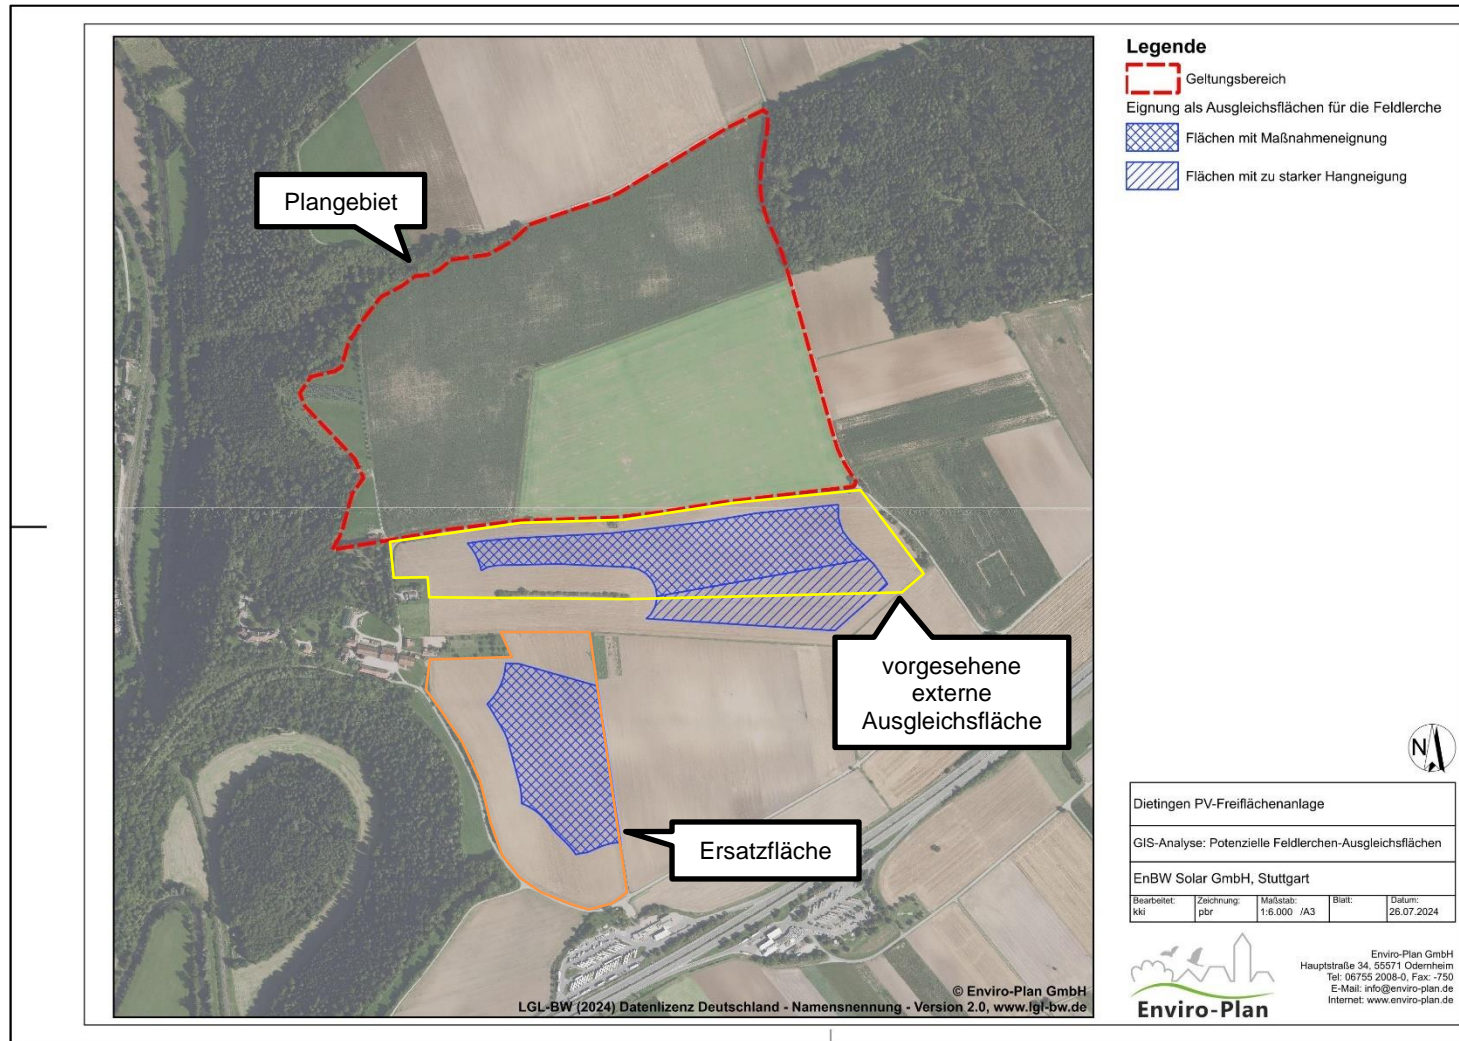 Plangebiet
vorgesehene
externe
Ausgleichsfläche
Ersatzfläche
© Enviro-Plan GmbH
LGL-BW (2024) Datenlizenz Deutschland - Namensnennung - Version 2.0, www.lgl-bw.de
Legende
Geltungsbereich
Eignung als Ausgleichsflächen für die Feldlerche
Flächen mit Maßnahmeneignung
Flächen mit zu starker Hangneigung
N
Dietingen PV-Freiflächenanlage
GIS-Analyse: Potenzielle Feldlerchen-Ausgleichsflächen
EnBW Solar GmbH, Stuttgart
Bearbeitet: Zeichnung: Maßstab: Blatt: Datum:
kki pbr 1:6.000 /A3 26.07.2024
Enviro-Plan
Enviro-Plan GmbH
Hauptstraße 34, 55571 Odernheim
Tel: 06755 2008-0, Fax: -750
E-Mail: info@enviro-plan.de
Internet: www.enviro-plan.de